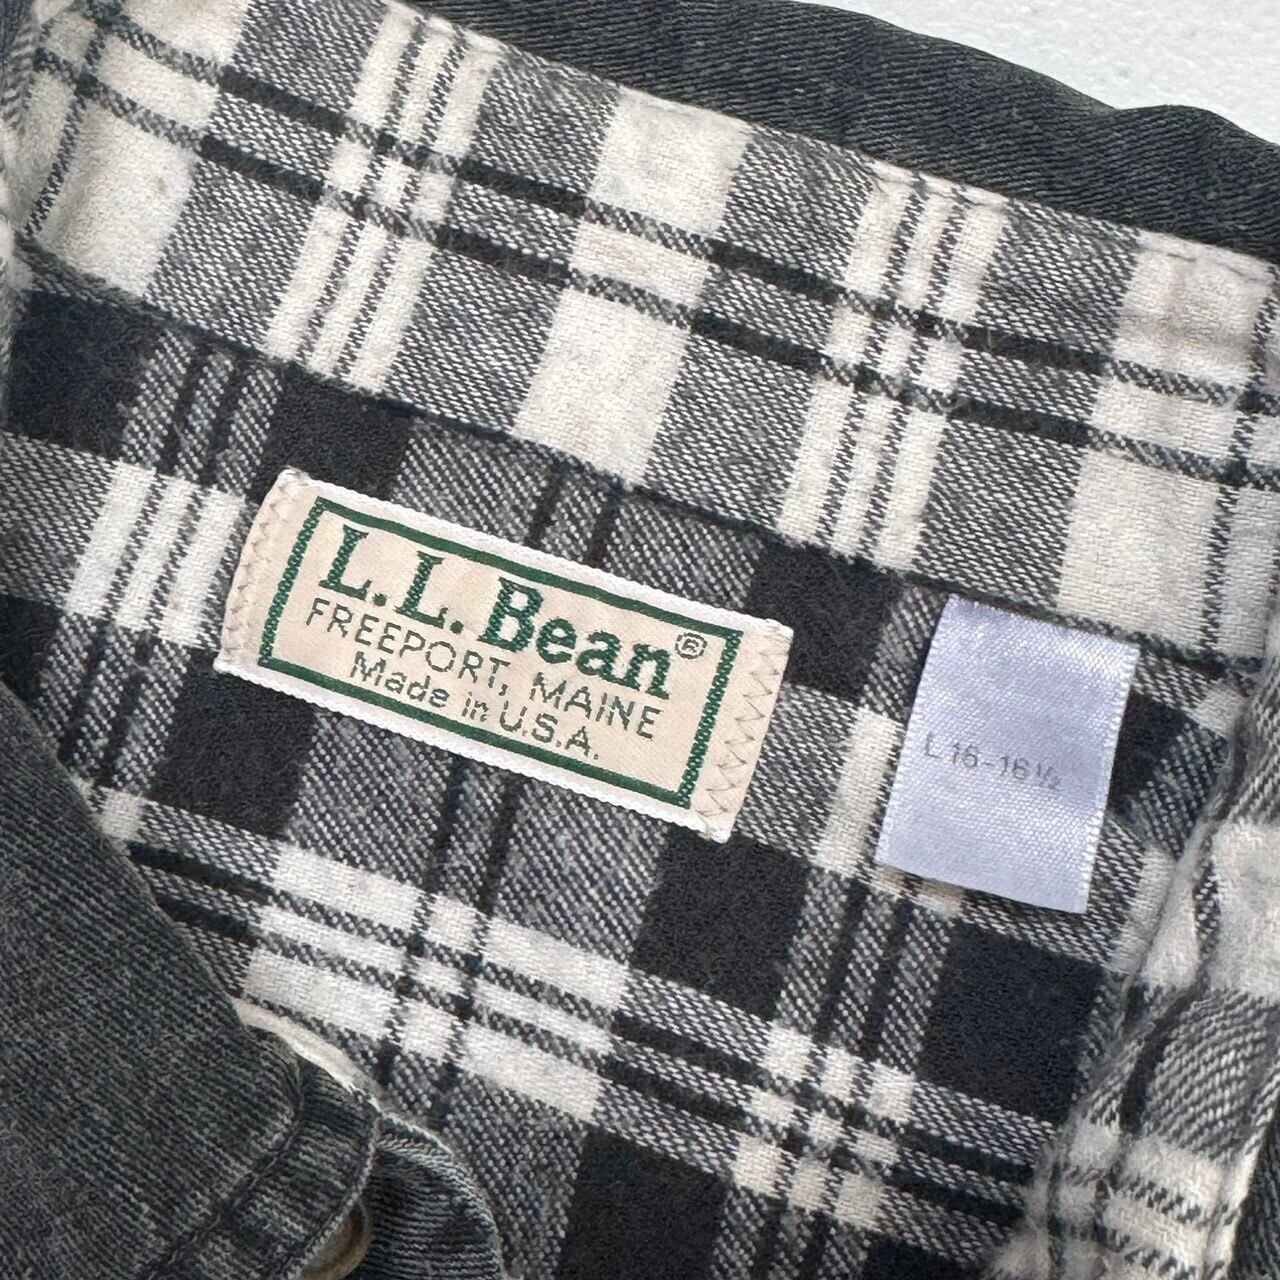 L.L.Bean®
FREEPORT, MAINE
Made in U.S.A.
L 16-16½